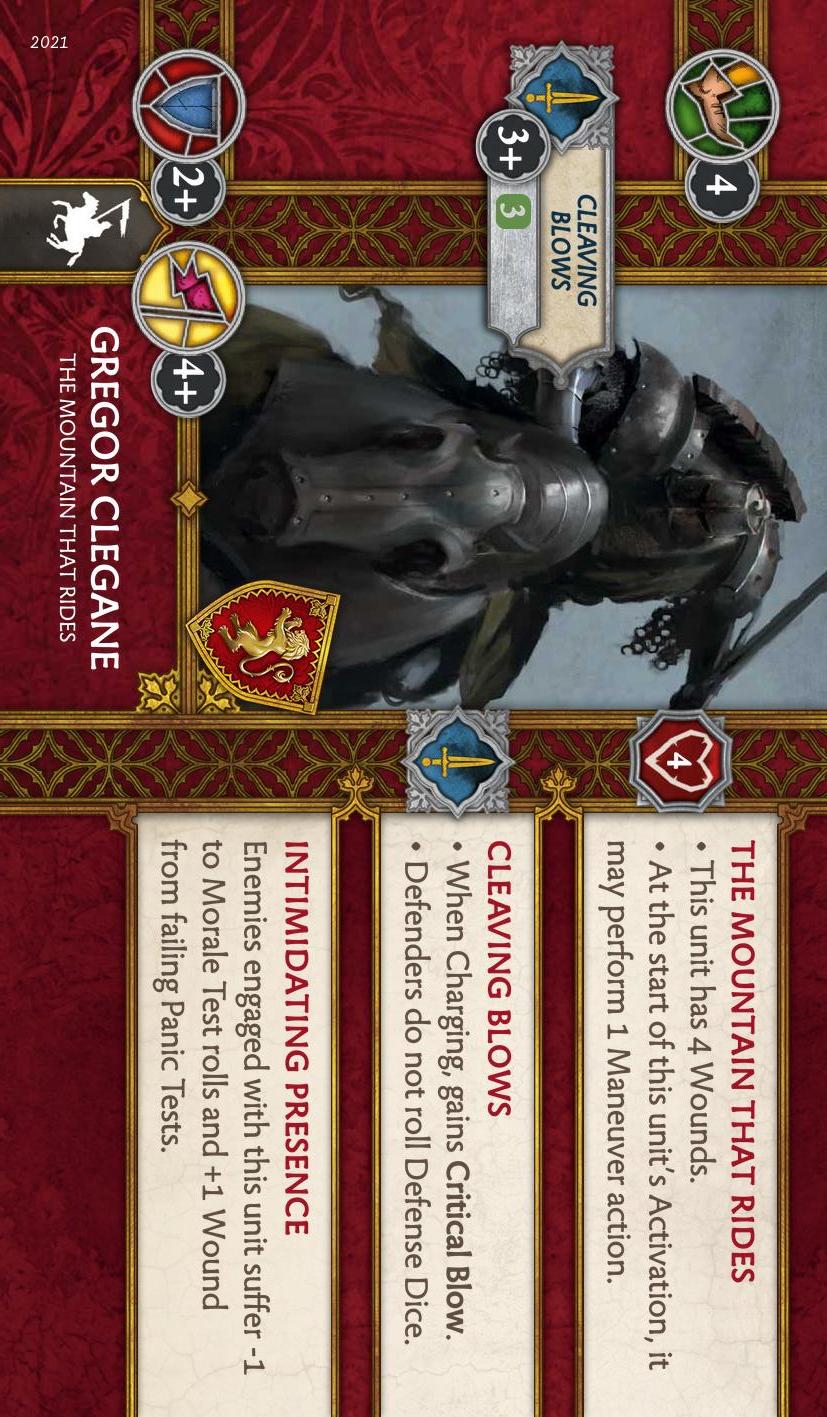 4
CLEAVING
BLOWS
3+
3
2+
4+
GREGOR CLEGANE
THE MOUNTAIN THAT RIDES
2021
4
THE MOUNTAIN THAT RIDES
• This unit has 4 Wounds.
• At the start of this unit's Activation, it
may perform 1 Maneuver action.
CLEAVING BLOWS
• When Charging, gains Critical Blow.
• Defenders do not roll Defense Dice.
INTIMIDATING PRESENCE
Enemies engaged with this unit suffer -1
to Morale Test rolls and +1 Wound
from failing Panic Tests.